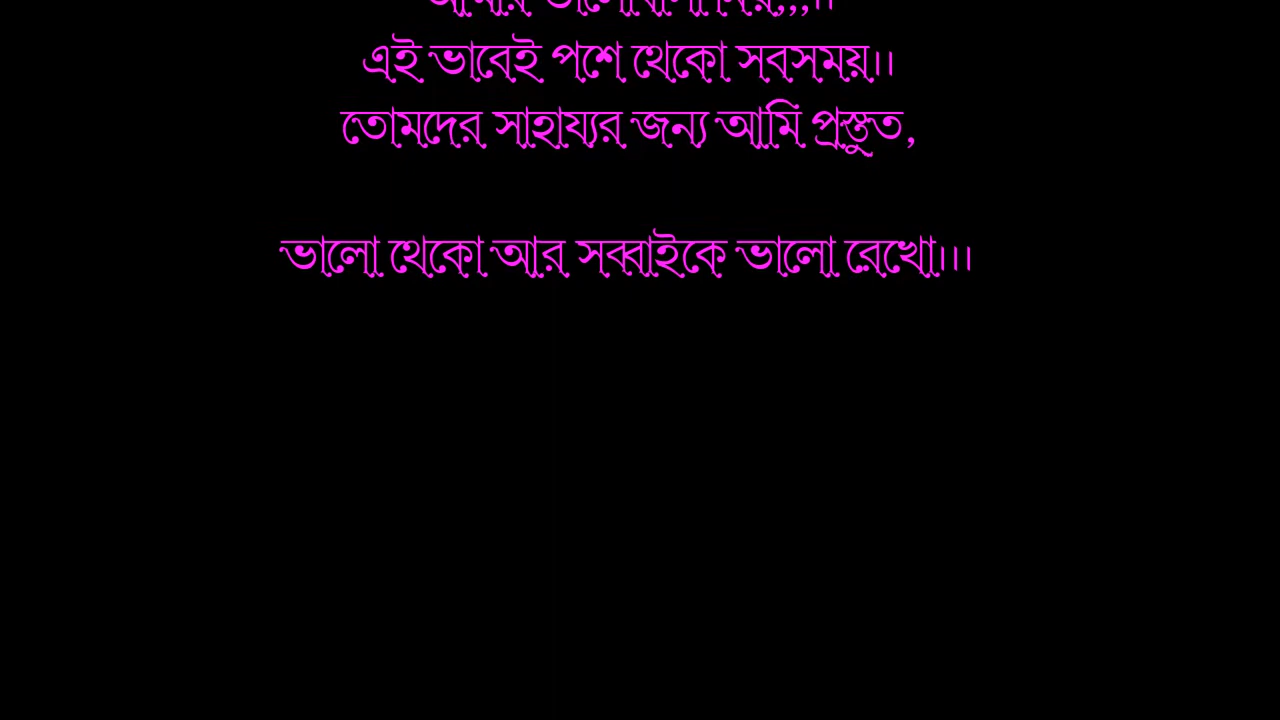 এই ভাবেই পশে থেকো সবসময়।।
তোমদের সাহায্যর জন্য আমি প্রস্তুত,
ভালো থেকো আর সব্বাইকে ভালো রেখো।।।